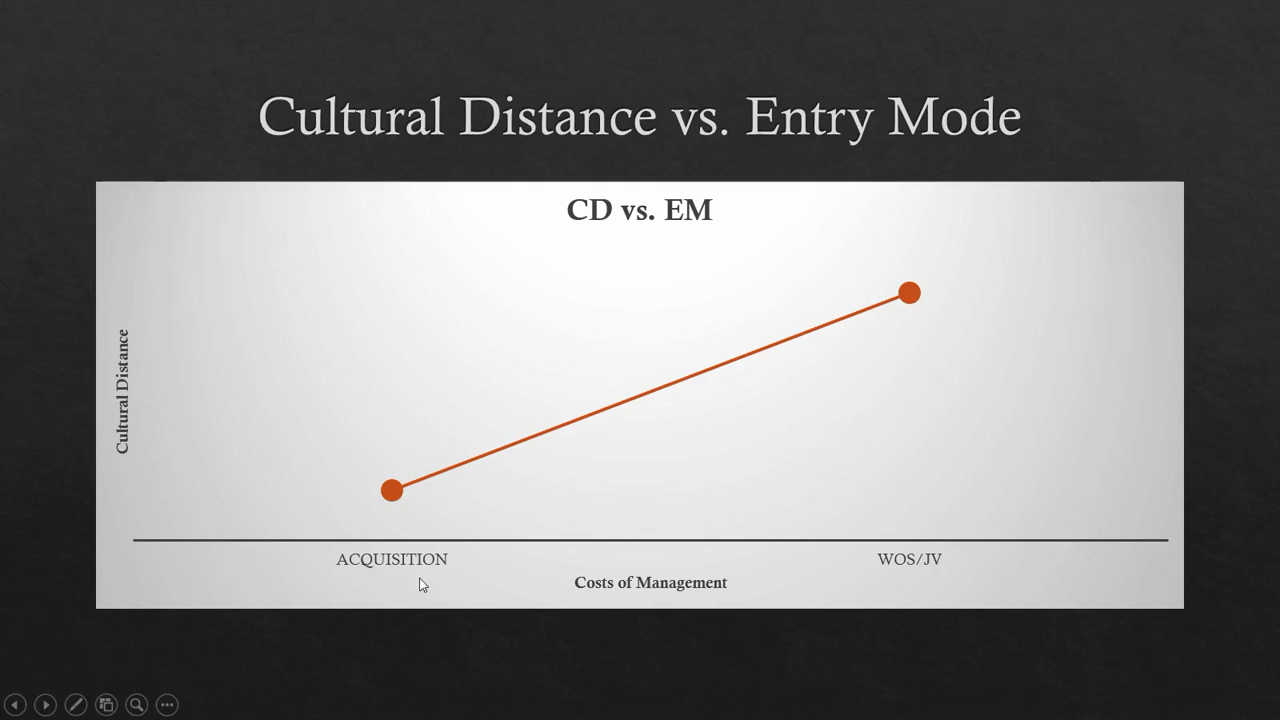 Cultural Distance vs. Entry Mode
CD vs. EM
Cultural Distance
ACQUISITION
WOS/JV
Costs of Management